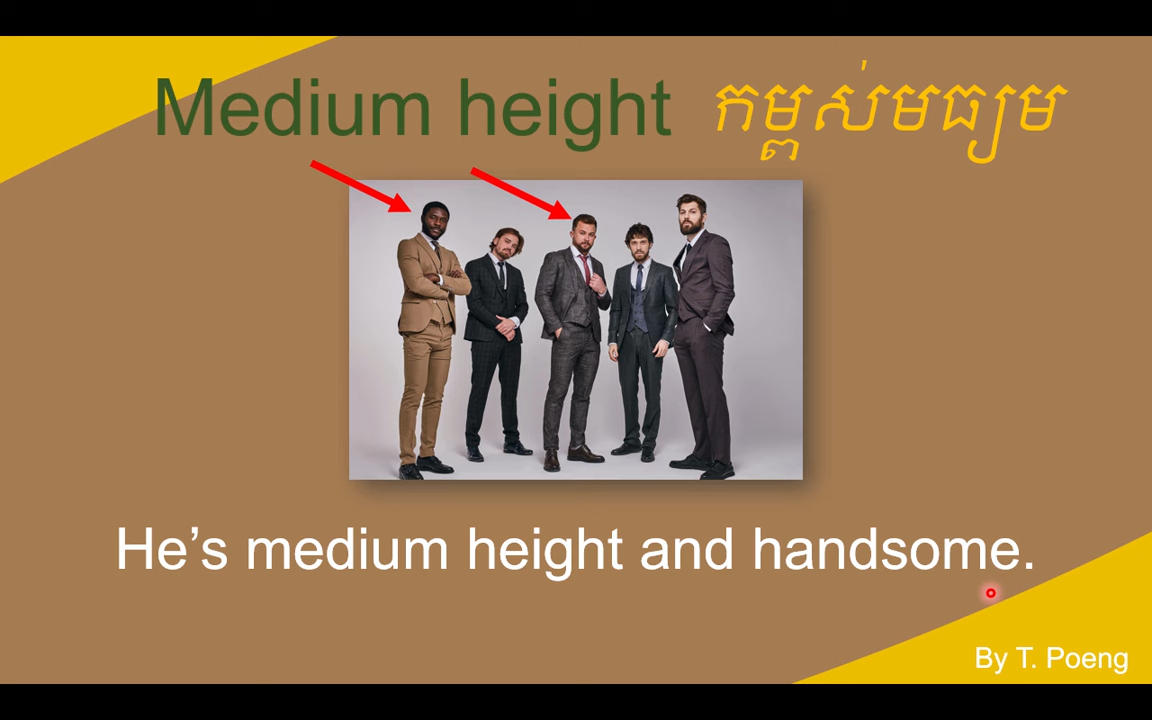 Medium height កម្ពស់មធ្យម
He’s medium height and handsome.
By T. Poeng